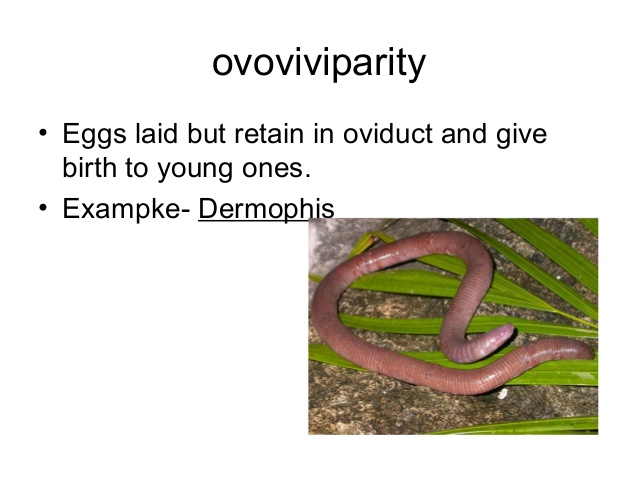 ovoviviparity
• Eggs laid but retain in oviduct and give
birth to young ones.
• Exampke- Dermophis